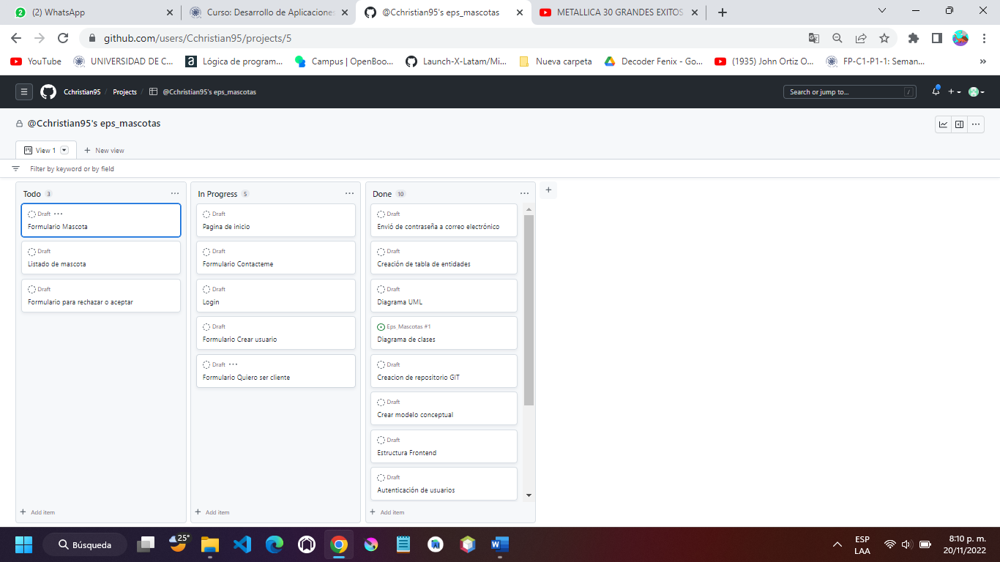 (2) WhatsApp
Curso: Desarrollo de Aplicaciones
@Cchristian95's eps_mascotas
METALLICA 30 GRANDES EXITOS
github.com/users/Cchristian95/projects/5
YouTube
UNIVERSIDAD DE C...
Lógica de program...
Campus | OpenBoo...
Launch-X-Latam/Mi...
Nueva carpeta
Decoder Fenix - Go...
(1935) John Ortiz O...
FP-C1-P1-1: Seman...
Cchristian95 / Projects / @Cchristian95's eps_mascotas
Search or jump to... /
@Cchristian95's eps_mascotas
View 1
New view
Filter by keyword or by field
Todo 3
Draft
Formulario Mascota
Draft
Listado de mascota
Draft
Formulario para rechazar o aceptar
Add item
In Progress 5
Draft
Pagina de inicio
Draft
Formulario Contacteme
Draft
Login
Draft
Formulario Crear usuario
Draft
Formulario Quiero ser cliente
Add item
Done 10
Draft
Envió de contraseña a correo electrónico
Draft
Creación de tabla de entidades
Draft
Diagrama UML
Eps_Mascotas #1
Diagrama de clases
Draft
Creacion de repositorio GIT
Draft
Crear modelo conceptual
Draft
Estructura Frontend
Draft
Autenticación de usuarios
Add item
Búsqueda
25°
ESP
LAA
8:10 p. m.
20/11/2022